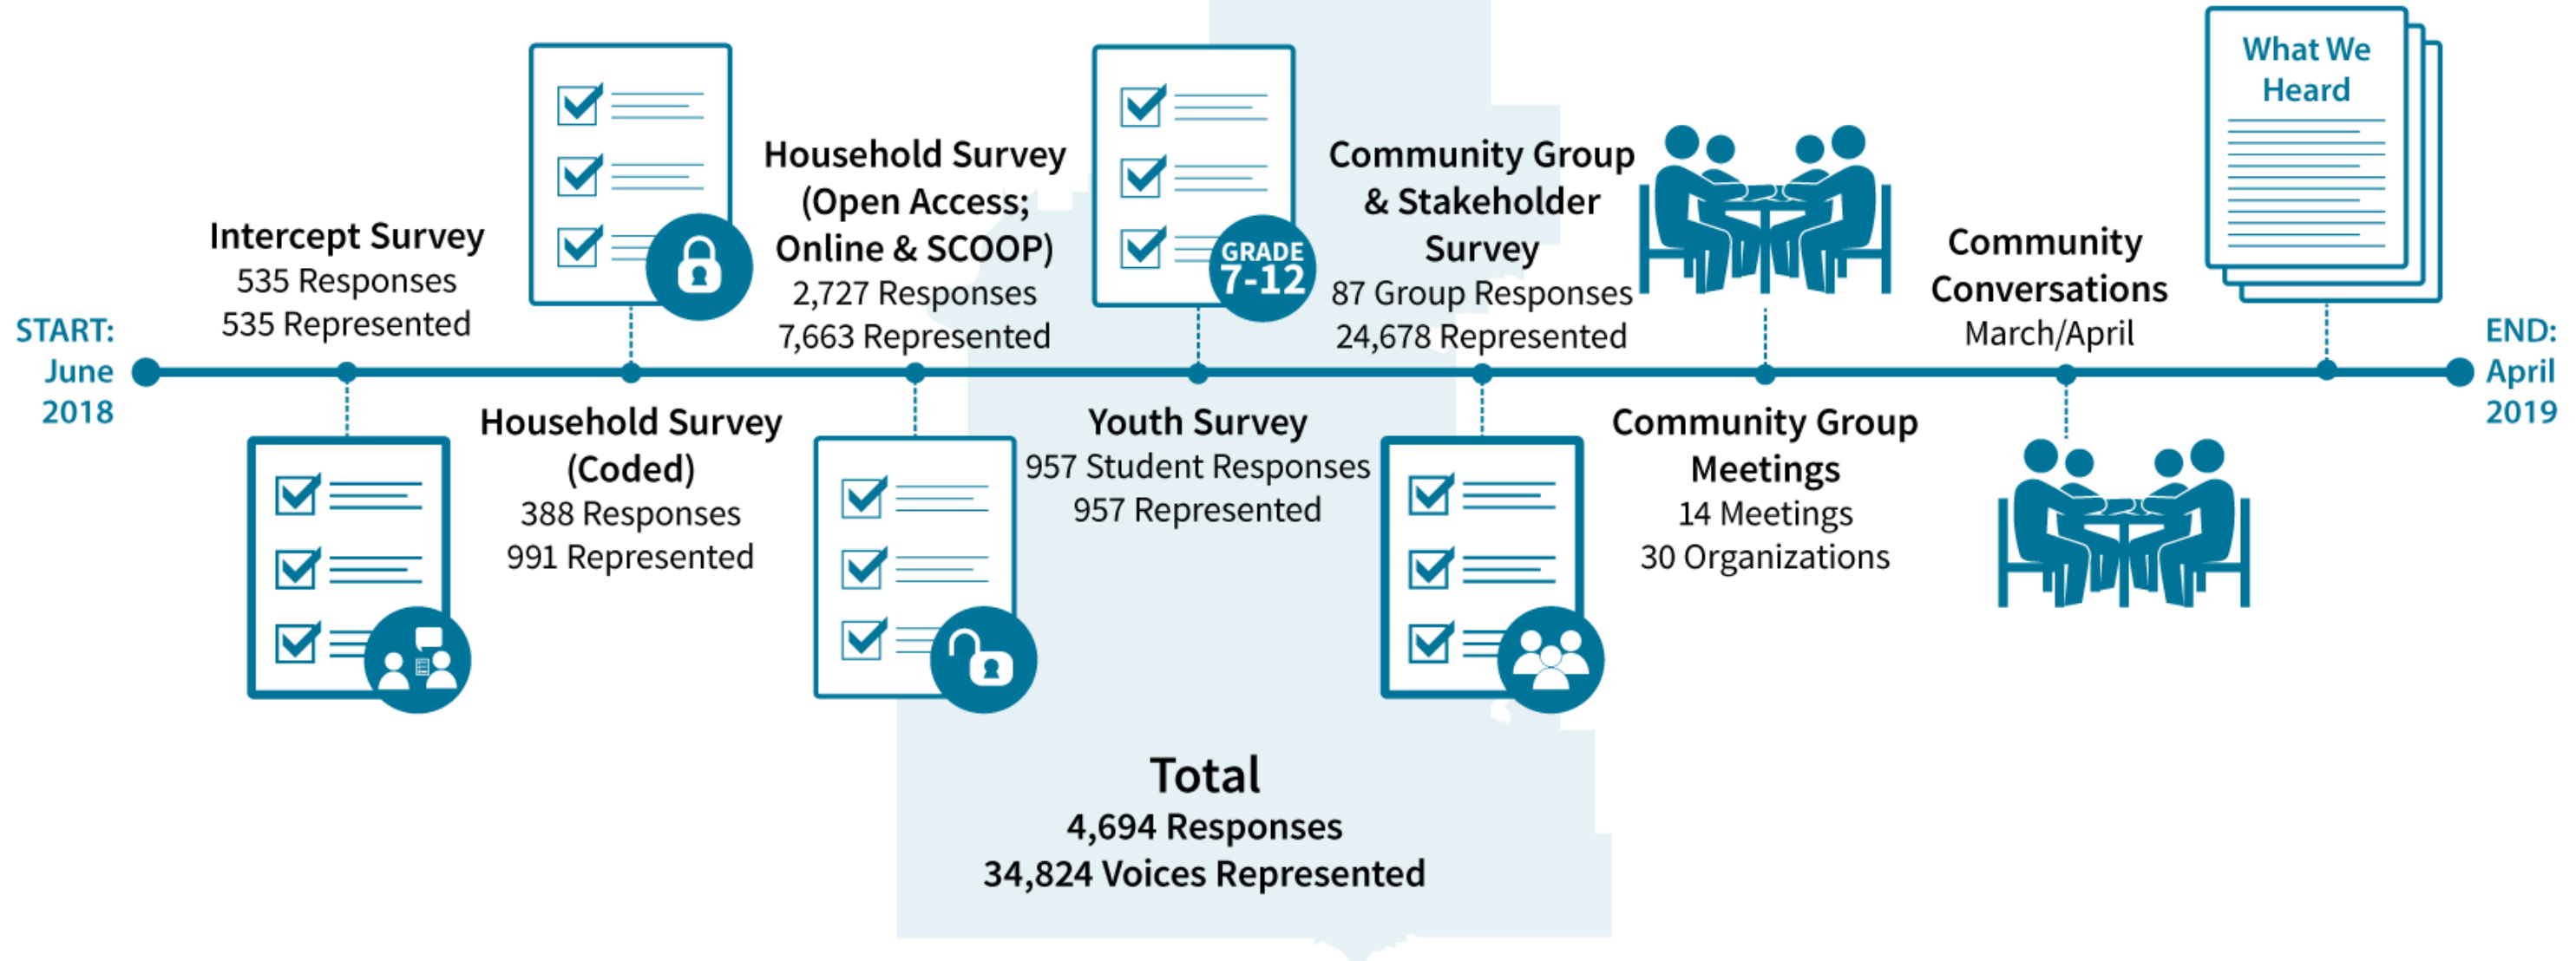 START:
June
2018
Intercept Survey
535 Responses
535 Represented
Household Survey
(Coded)
388 Responses
991 Represented
Household Survey
(Open Access;
Online & SCOOP)
2,727 Responses
7,663 Represented
GRADE
7-12
Youth Survey
957 Student Responses
957 Represented
Community Group
& Stakeholder
Survey
87 Group Responses
24,678 Represented
Community Group
Meetings
14 Meetings
30 Organizations
Community
Conversations
March/April
What We
Heard
END:
April
2019
Total
4,694 Responses
34,824 Voices Represented